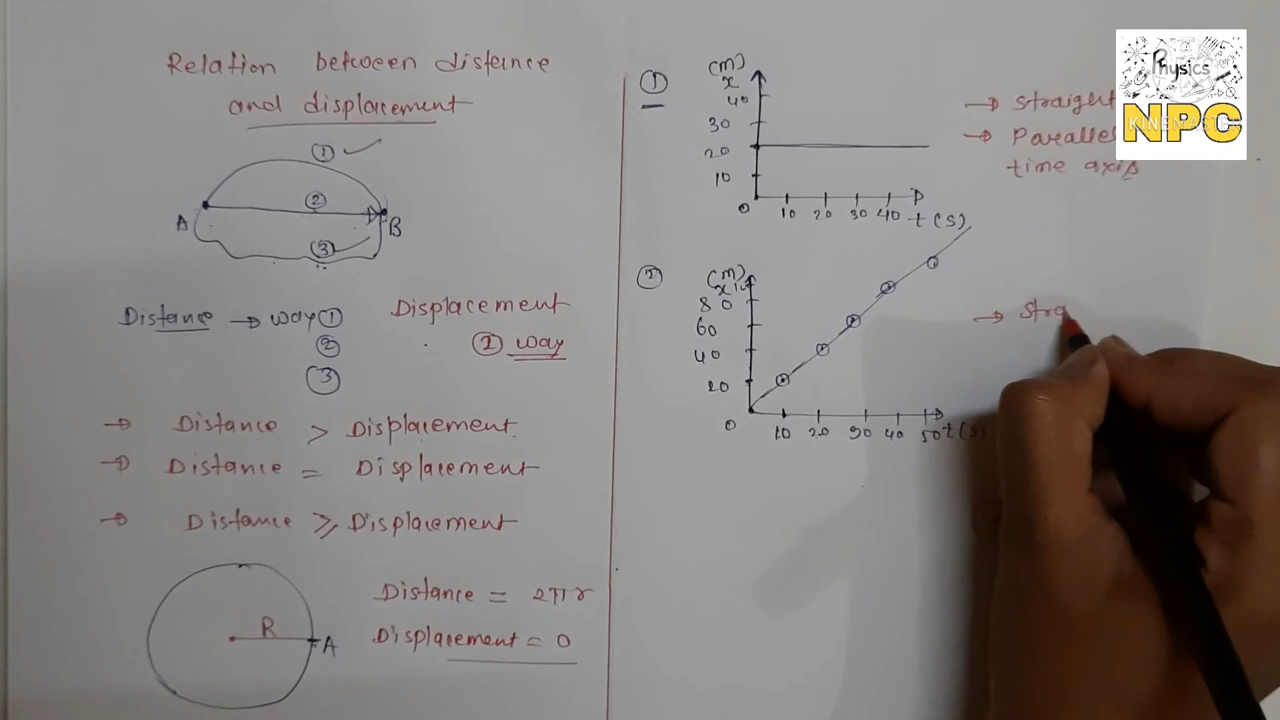 Relation between distance
and displacement
①
②
A
B
③
Distance → way ①
②
③
Displacement
② way
→ Distance > Displacement
→ Distance = Displacement
→ Distance ⩾ Displacement
R
A
Distance = 2πr
Displacement = 0
①
(m)
x
40
30
20
10
0
10 20 30 40 t(s)
→ straight
→ Parallel
time axis
②
(m)
80
60
40
20
0
10 20 30 40 50 t(s)
→ Stra
Physics
NPC
KINEMASTER